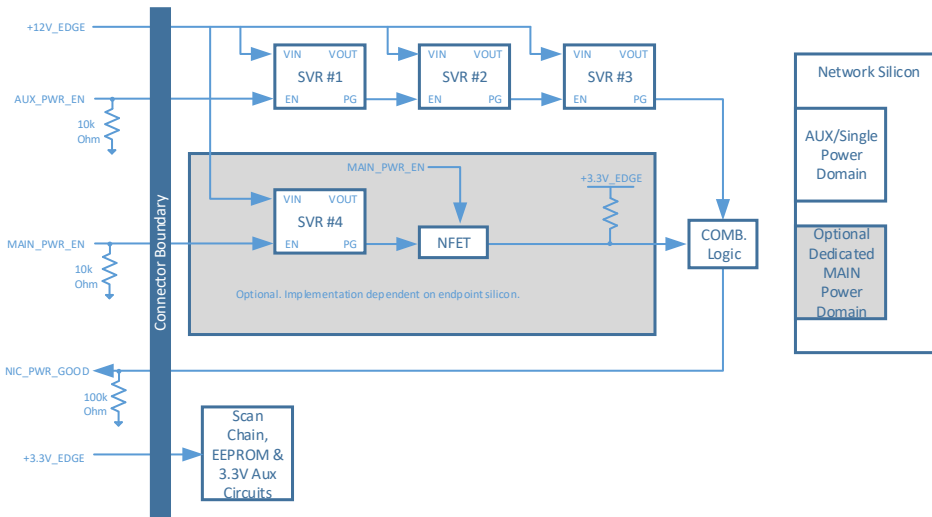 +12V_EDGE
VIN VOUT
SVR #1
EN PG
VIN VOUT
SVR #2
EN PG
VIN VOUT
SVR #3
EN PG
AUX_PWR_EN
10k
Ohm
Network Silicon
AUX/Single
Power
Domain
Optional
Dedicated
MAIN
Power
Domain
Connector Boundary
MAIN_PWR_EN
+3.3V_EDGE
VIN VOUT
SVR #4
EN PG
NFET
COMB.
Logic
MAIN_PWR_EN
10k
Ohm
Optional. Implementation dependent on endpoint silicon.
NIC_PWR_GOOD
100k
Ohm
+3.3V_EDGE
Scan
Chain,
EEPROM &
3.3V Aux
Circuits